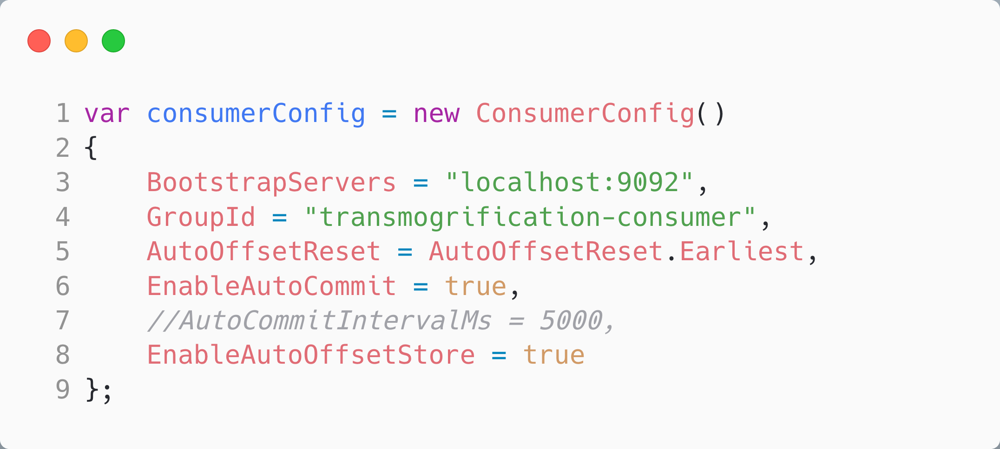 1 var consumerConfig = new ConsumerConfig()
2 {
3     BootstrapServers = "localhost:9092",
4     GroupId = "transmogrification-consumer",
5     AutoOffsetReset = AutoOffsetReset.Earliest,
6     EnableAutoCommit = true,
7     //AutoCommitIntervalMs = 5000,
8     EnableAutoOffsetStore = true
9 };